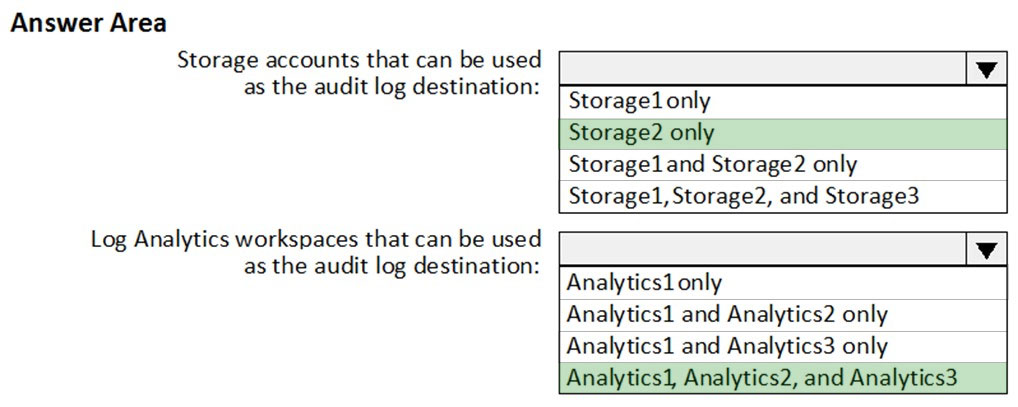 Answer Area
Storage accounts that can be used
as the audit log destination:
Storage1 only
Storage2 only
Storage1 and Storage2 only
Storage1, Storage2, and Storage3
Log Analytics workspaces that can be used
as the audit log destination:
Analytics1 only
Analytics1 and Analytics2 only
Analytics1 and Analytics3 only
Analytics1, Analytics2, and Analytics3